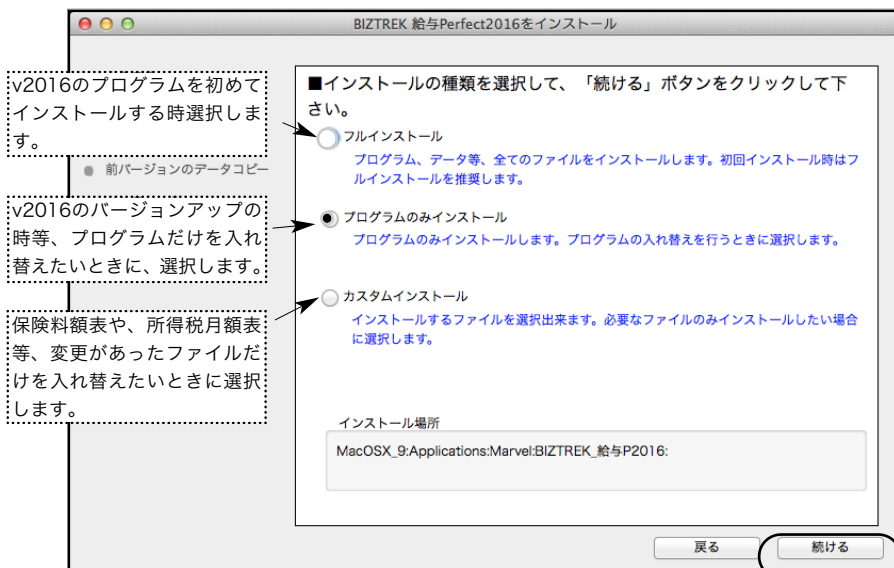 BIZTREK 給与Perfect2016をインストール
v2016のプログラムを初めて
インストールする時選択しま
す。
前バージョンのデータコピー
v2016のバージョンアップの
時等、プログラムだけを入れ
替えたいときに、選択します。
保険料額表や、所得税月額表
等、変更があったファイルだ
けを入れ替えたいときに選択
します。
■インストールの種類を選択して、「続ける」ボタンをクリックして下
さい。
フルインストール
プログラム、データ等、全てのファイルをインストールします。初回インストール時はフ
ルインストールを推奨します。
プログラムのみインストール
プログラムのみインストールします。プログラムの入れ替えを行うときに選択します。
カスタムインストール
インストールするファイルを選択出来ます。必要なファイルのみインストールしたい場合
に選択します。
インストール場所
MacOSX_9:Applications:Marvel:BIZTREK_給与P2016:
戻る
続ける